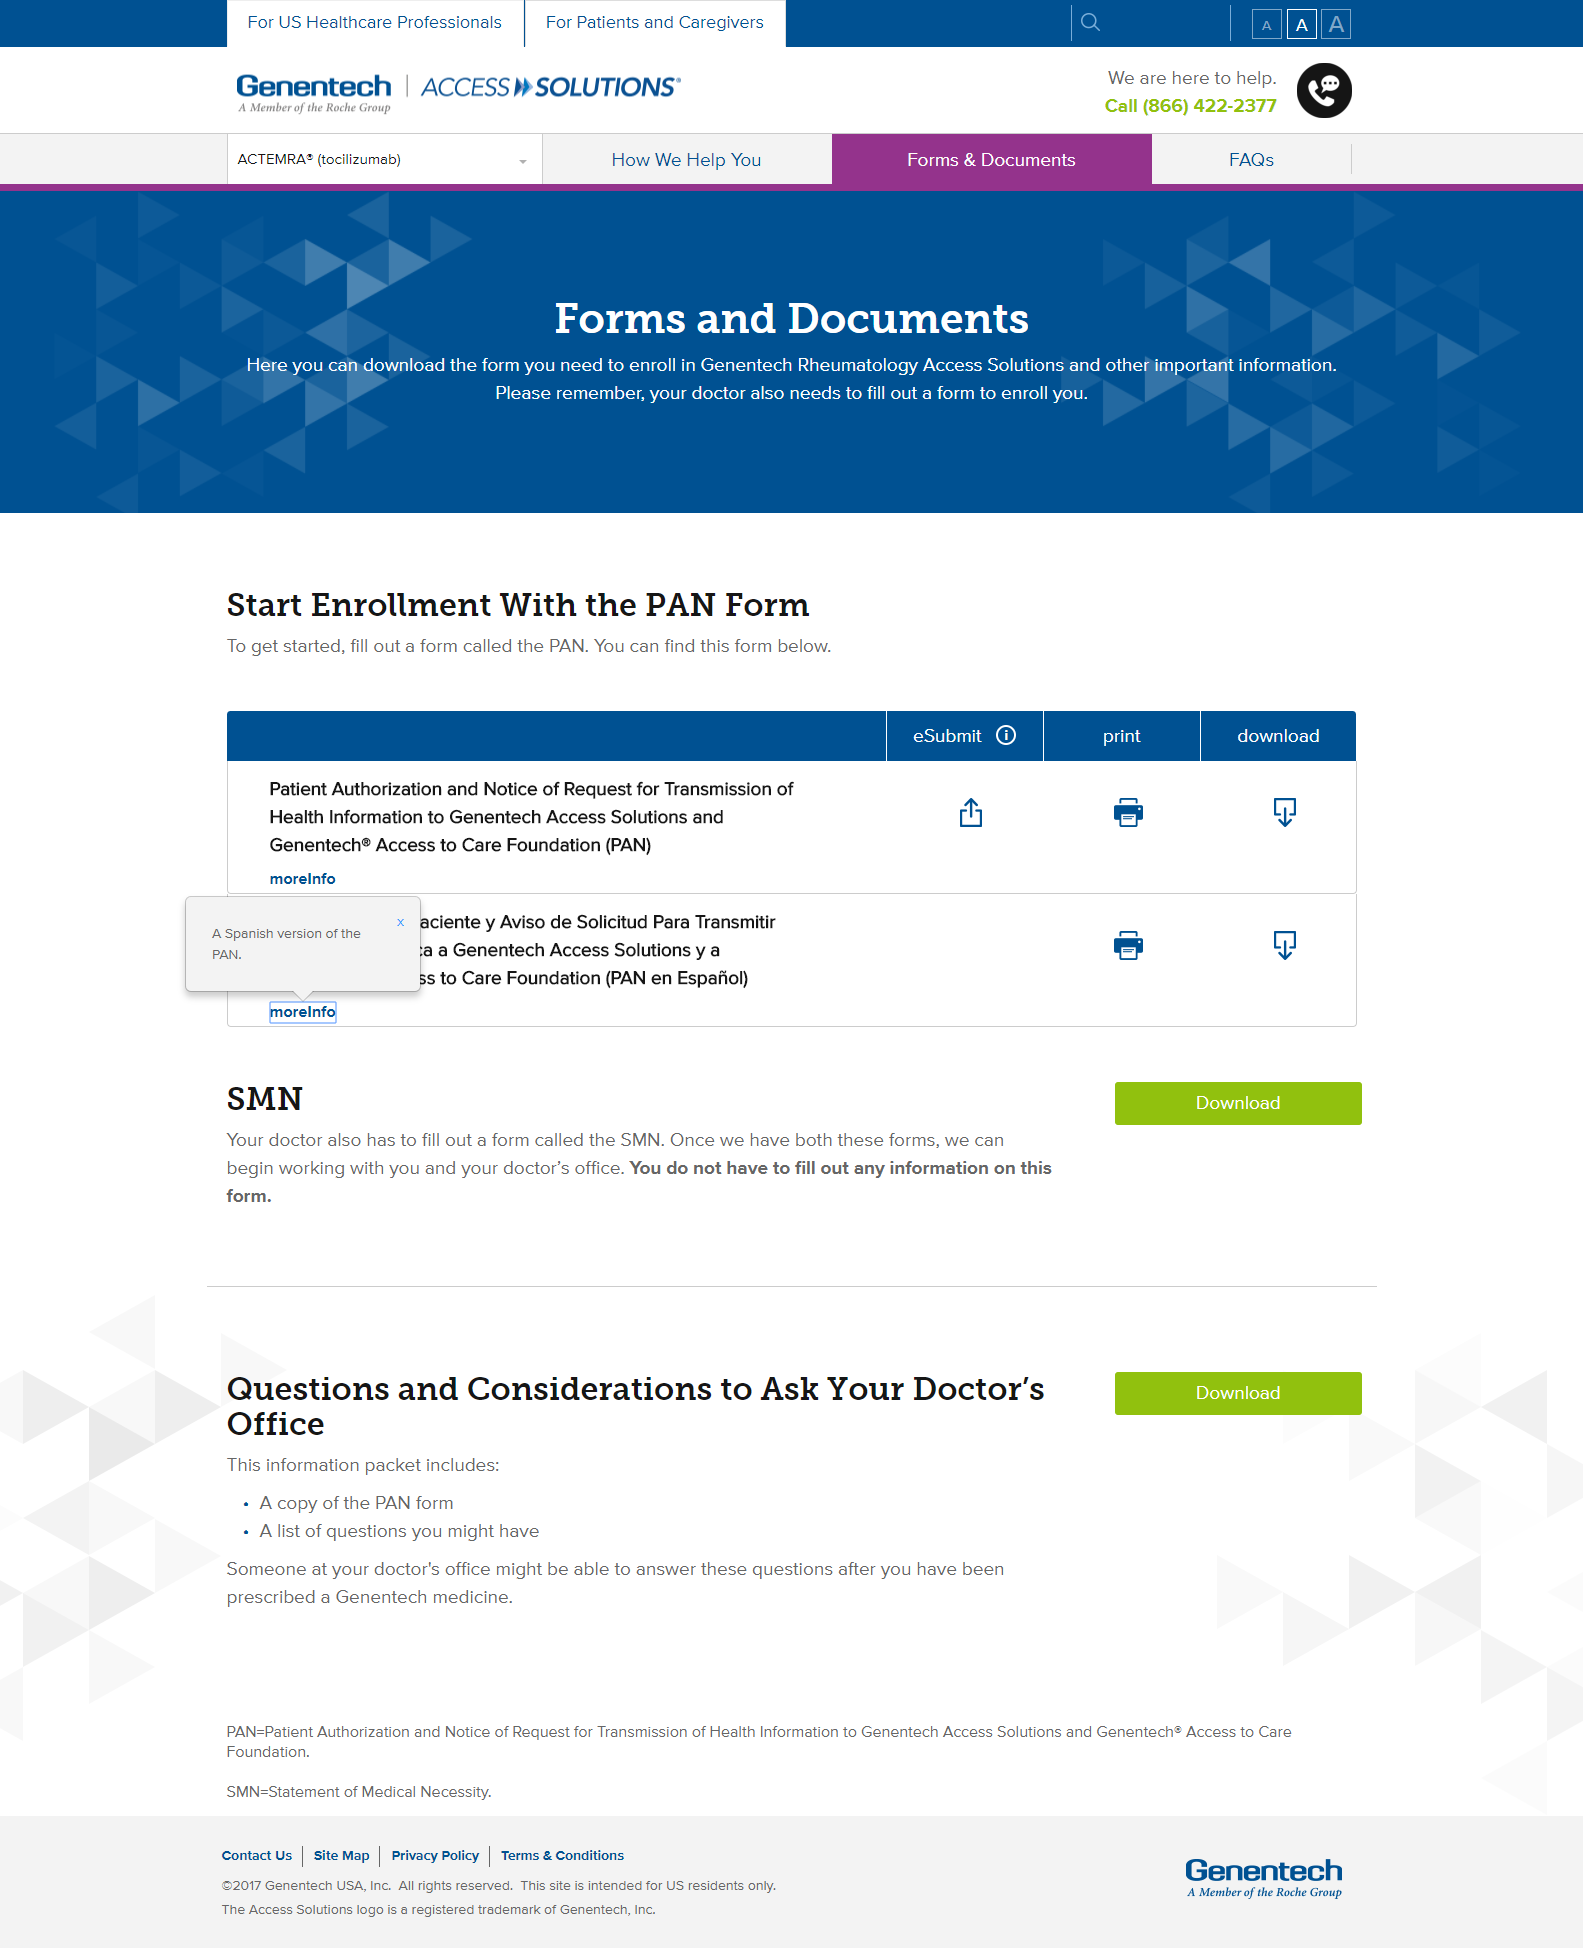 For US Healthcare Professionals
For Patients and Caregivers
A A A
Genentech
A Member of the Roche Group
ACCESS SOLUTIONS®
We are here to help.
Call (866) 422-2377
ACTEMRA® (tocilizumab)
How We Help You
Forms & Documents
FAQs
Forms and Documents
Here you can download the form you need to enroll in Genentech Rheumatology Access Solutions and other important information.
Please remember, your doctor also needs to fill out a form to enroll you.
Start Enrollment With the PAN Form
To get started, fill out a form called the PAN. You can find this form below.
eSubmit
print
download
Patient Authorization and Notice of Request for Transmission of
Health Information to Genentech Access Solutions and
Genentech® Access to Care Foundation (PAN)
moreInfo
x
A Spanish version of the
PAN.
aciente y Aviso de Solicitud Para Transmitir
ca a Genentech Access Solutions y a
ss to Care Foundation (PAN en Español)
moreInfo
SMN
Download
Your doctor also has to fill out a form called the SMN. Once we have both these forms, we can
begin working with you and your doctor’s office. You do not have to fill out any information on this
form.
Questions and Considerations to Ask Your Doctor’s
Office
Download
This information packet includes:
• A copy of the PAN form
• A list of questions you might have
Someone at your doctor's office might be able to answer these questions after you have been
prescribed a Genentech medicine.
PAN=Patient Authorization and Notice of Request for Transmission of Health Information to Genentech Access Solutions and Genentech® Access to Care
Foundation.
SMN=Statement of Medical Necessity.
Contact Us
Site Map
Privacy Policy
Terms & Conditions
©2017 Genentech USA, Inc. All rights reserved. This site is intended for US residents only.
The Access Solutions logo is a registered trademark of Genentech, Inc.
Genentech
A Member of the Roche Group